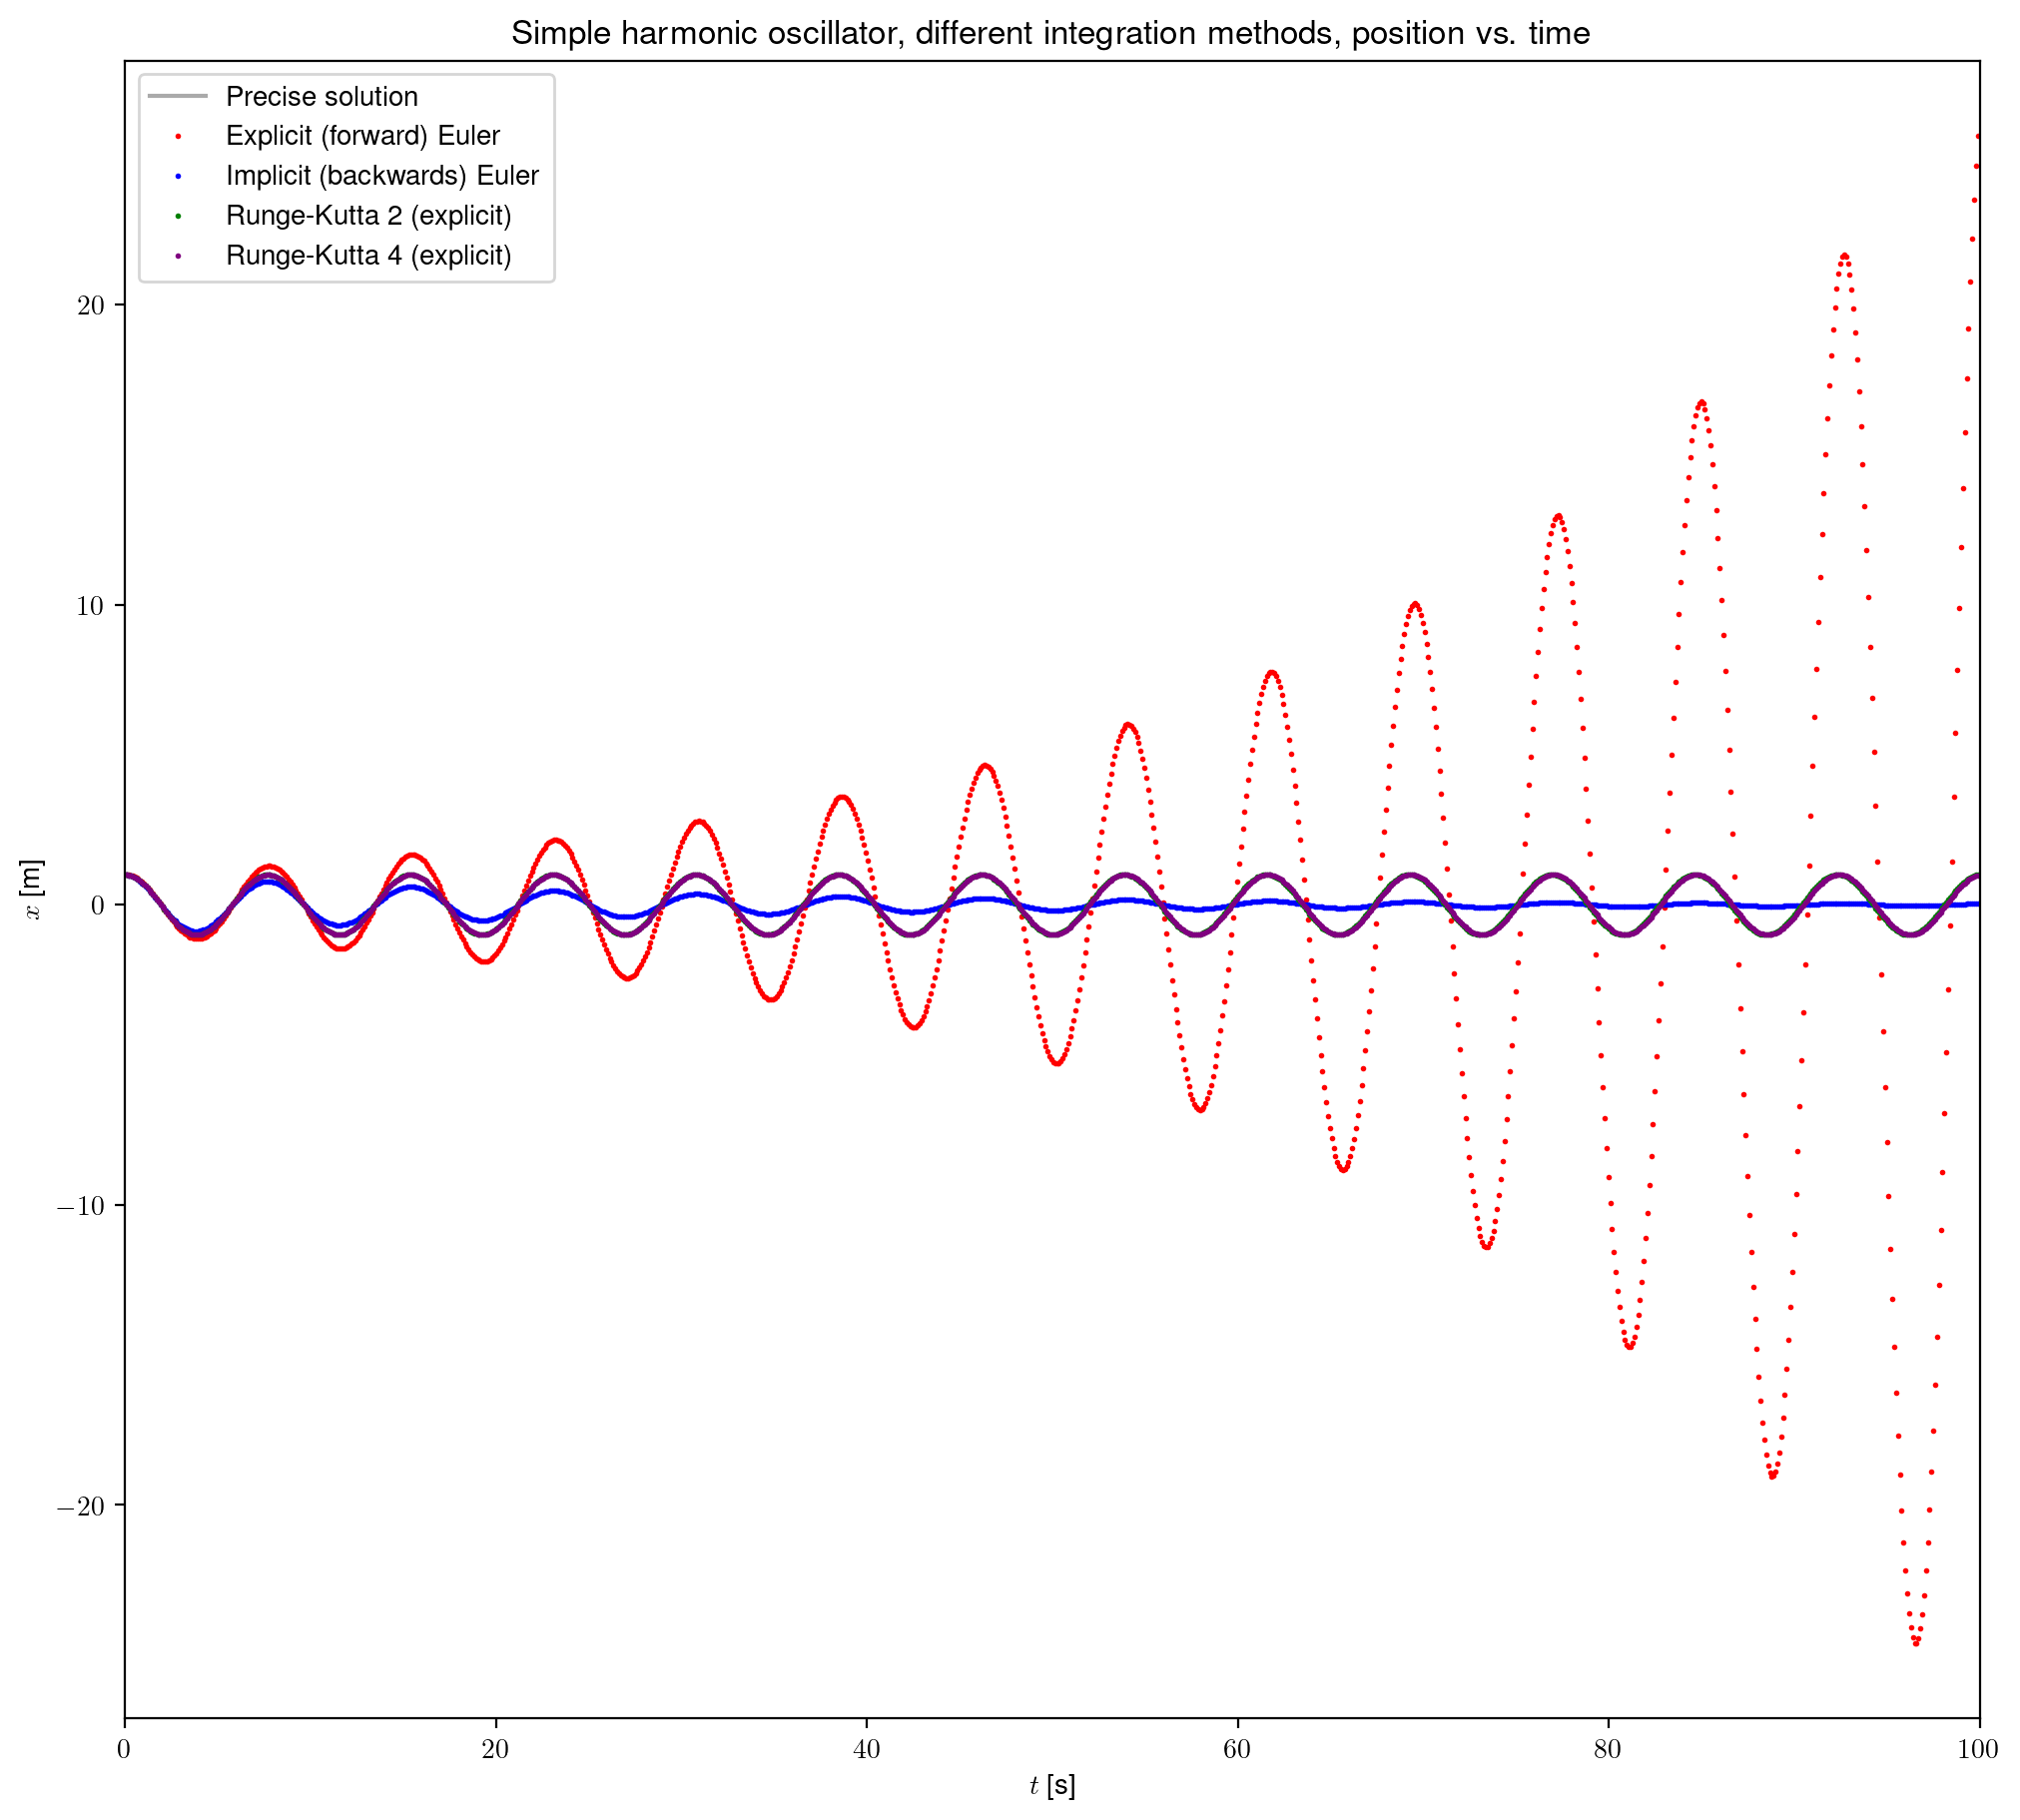 Simple harmonic oscillator, different integration methods, position vs. time
Precise solution
Explicit (forward) Euler
Implicit (backwards) Euler
Runge-Kutta 2 (explicit)
Runge-Kutta 4 (explicit)
20
10
0
−10
−20
x [m]
0 20 40 60 80 100
t [s]